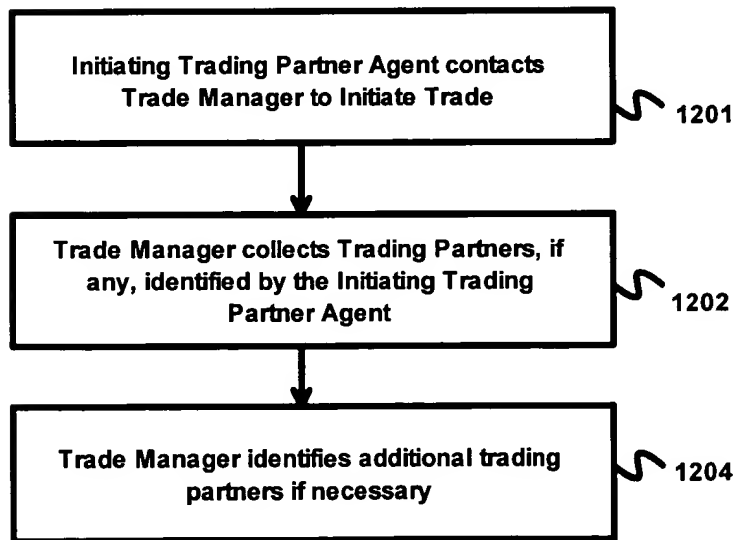 Initiating Trading Partner Agent contacts
Trade Manager to Initiate Trade
1201
Trade Manager collects Trading Partners, if
any, identified by the Initiating Trading
Partner Agent
1202
Trade Manager identifies additional trading
partners if necessary
1204